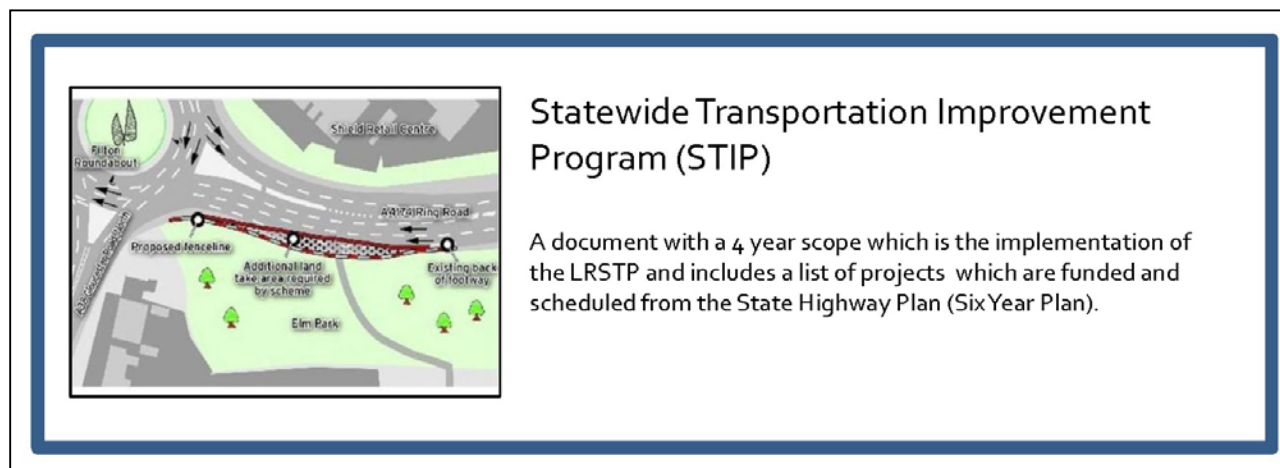 Shield Retail Centre
Filton
Roundabout
A4174 Ring Road
Proposed fenceline
Additional land
take area required
by scheme
Existing back
of footway
Elm Park
Statewide Transportation Improvement
Program (STIP)
A document with a 4 year scope which is the implementation of
the LRSTP and includes a list of projects which are funded and
scheduled from the State Highway Plan (Six Year Plan).